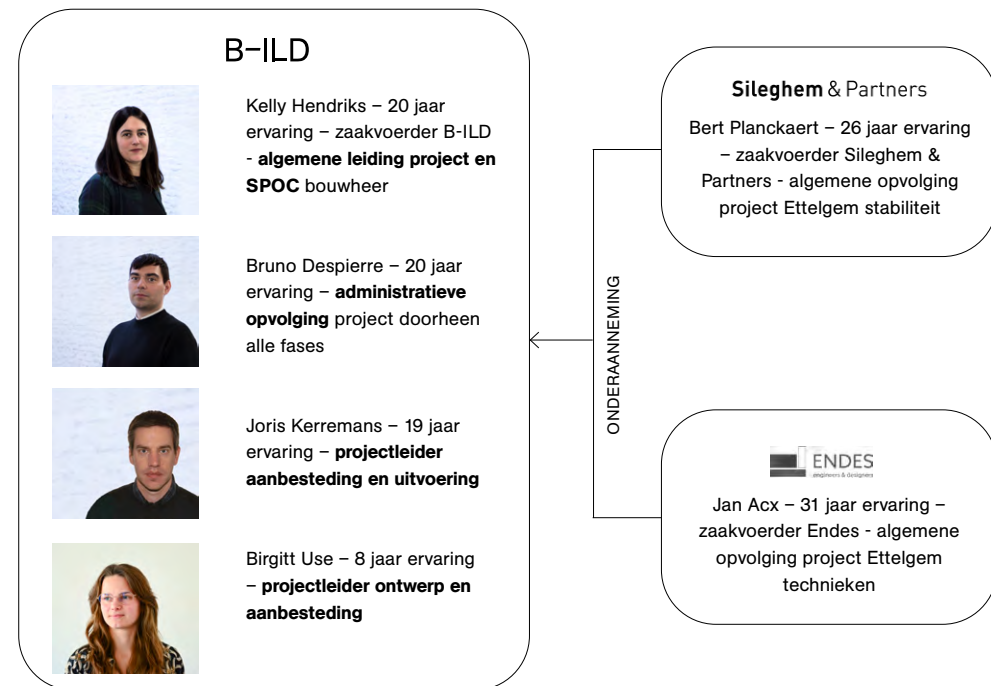 B-ILD
Kelly Hendriks – 20 jaar
ervaring – zaakvoerder B-ILD
- algemene leiding project en
SPOC bouwheer
Bruno Despierre – 20 jaar
ervaring – administratieve
opvolging project doorheen
alle fases
Joris Kerremans – 19 jaar
ervaring – projectleider
aanbesteding en uitvoering
Birgitt Use – 8 jaar ervaring
– projectleider ontwerp en
aanbesteding
ONDERAANNEMING
Sileghem & Partners
Bert Planckaert – 26 jaar ervaring
– zaakvoerder Sileghem &
Partners - algemene opvolging
project Ettelgem stabiliteit
ENDES
engineers & designers
Jan Acx – 31 jaar ervaring –
zaakvoerder Endes - algemene
opvolging project Ettelgem
technieken